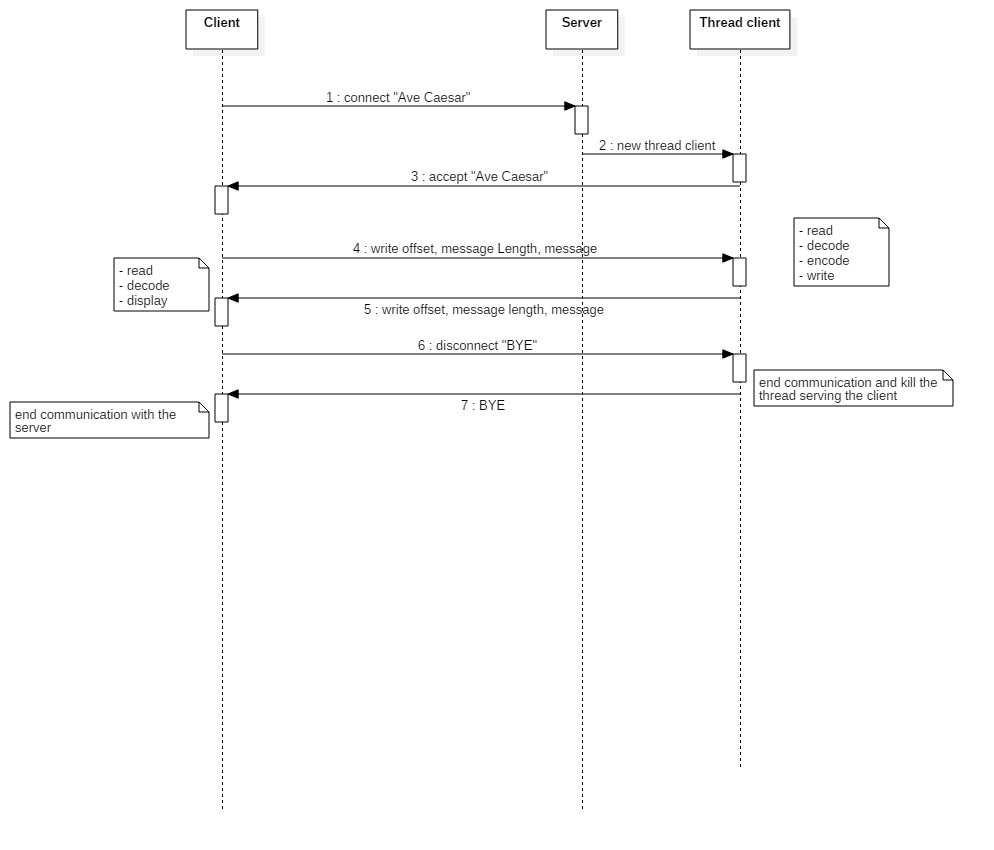 Client
Server
Thread client
1 : connect "Ave Caesar"
2 : new thread client
3 : accept "Ave Caesar"
- read
- decode
- encode
- write
4 : write offset, message Length, message
- read
- decode
- display
5 : write offset, message length, message
6 : disconnect "BYE"
end communication and kill the
thread serving the client
7 : BYE
end communication with the
server